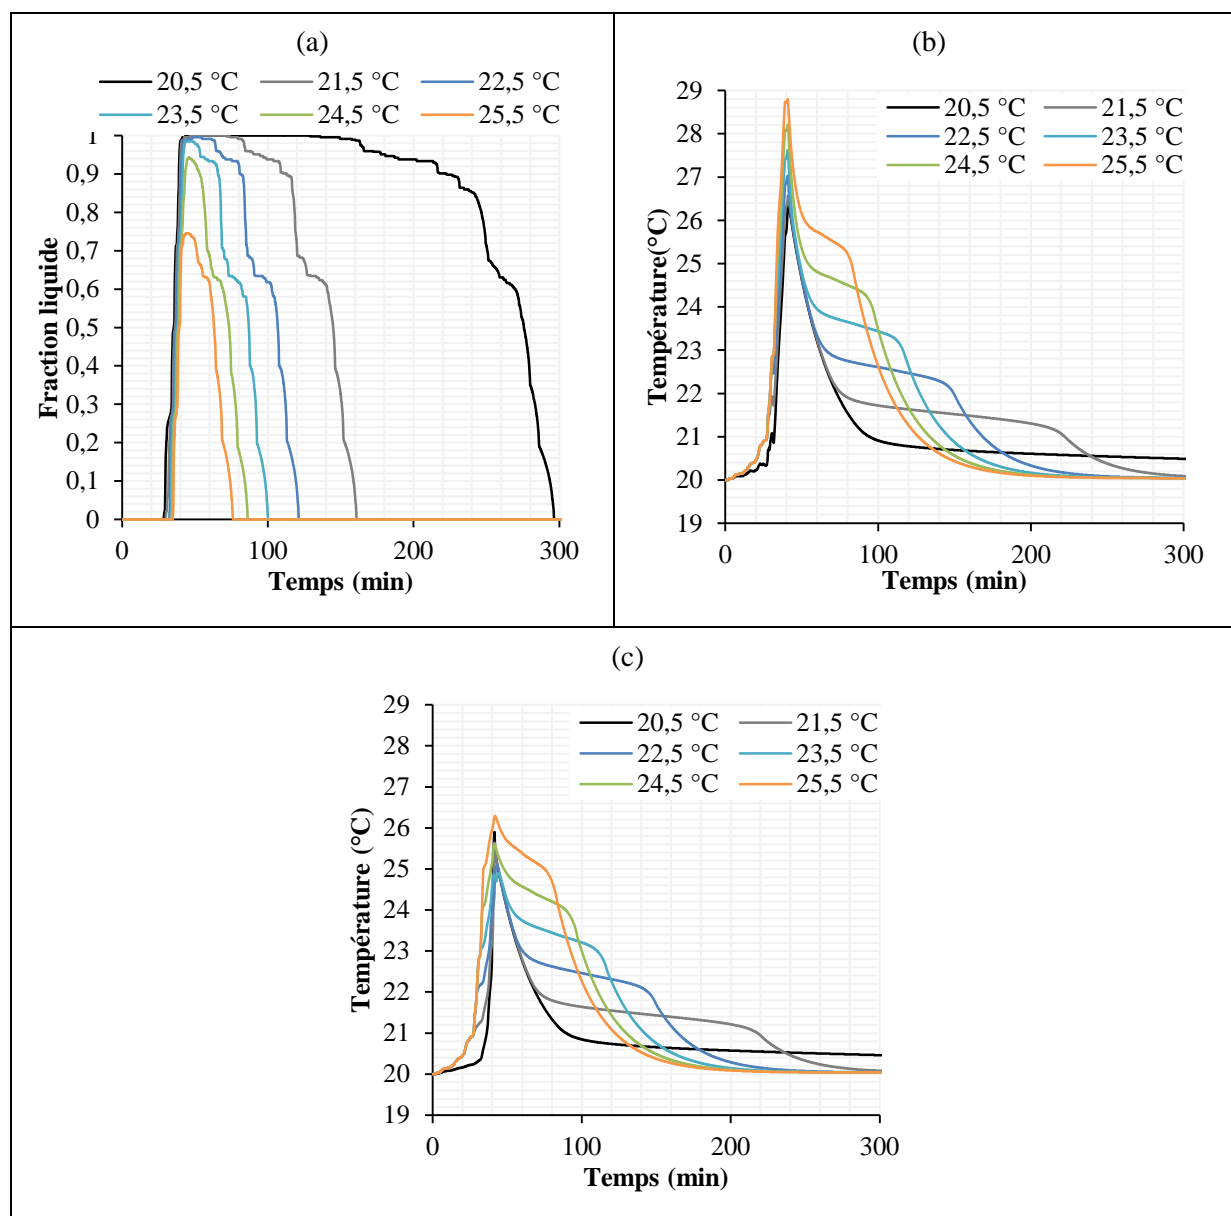 (a)
20,5 °C 21,5 °C 22,5 °C
23,5 °C 24,5 °C 25,5 °C
1
0,9
0,8
0,7
0,6
0,5
0,4
0,3
0,2
0,1
0
Fraction liquide
0 100 200 300
Temps (min)
(b)
20,5 °C 21,5 °C
22,5 °C 23,5 °C
24,5 °C 25,5 °C
29
28
27
26
25
24
23
22
21
20
19
Température(°C)
0 100 200 300
Temps (min)
(c)
20,5 °C 21,5 °C
22,5 °C 23,5 °C
24,5 °C 25,5 °C
29
28
27
26
25
24
23
22
21
20
19
Température (°C)
0 100 200 300
Temps (min)